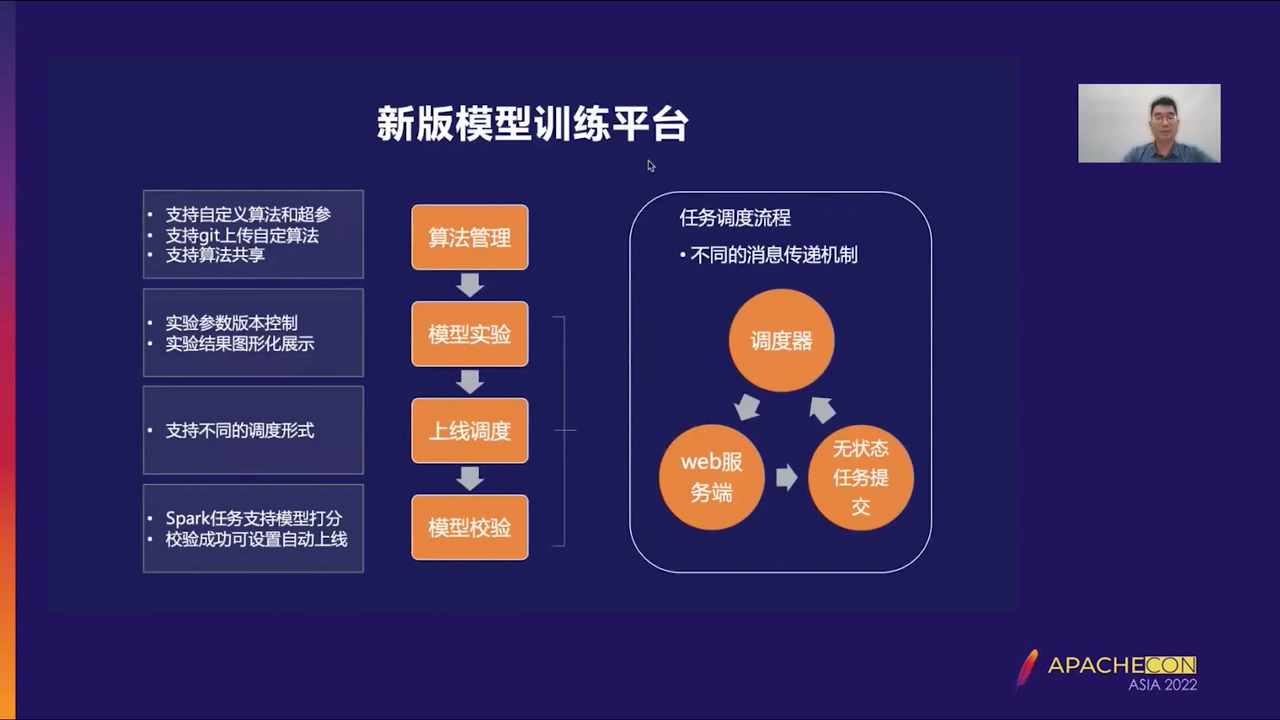 新版模型训练平台
• 支持自定义算法和超参
• 支持git上传自定算法
• 支持算法共享
• 实验参数版本控制
• 实验结果图形化展示
• 支持不同的调度形式
• Spark任务支持模型打分
• 校验成功可设置自动上线
算法管理
模型实验
上线调度
模型校验
任务调度流程
• 不同的消息传递机制
调度器
web服
务端
无状态
任务提
交
APACHECON
ASIA 2022